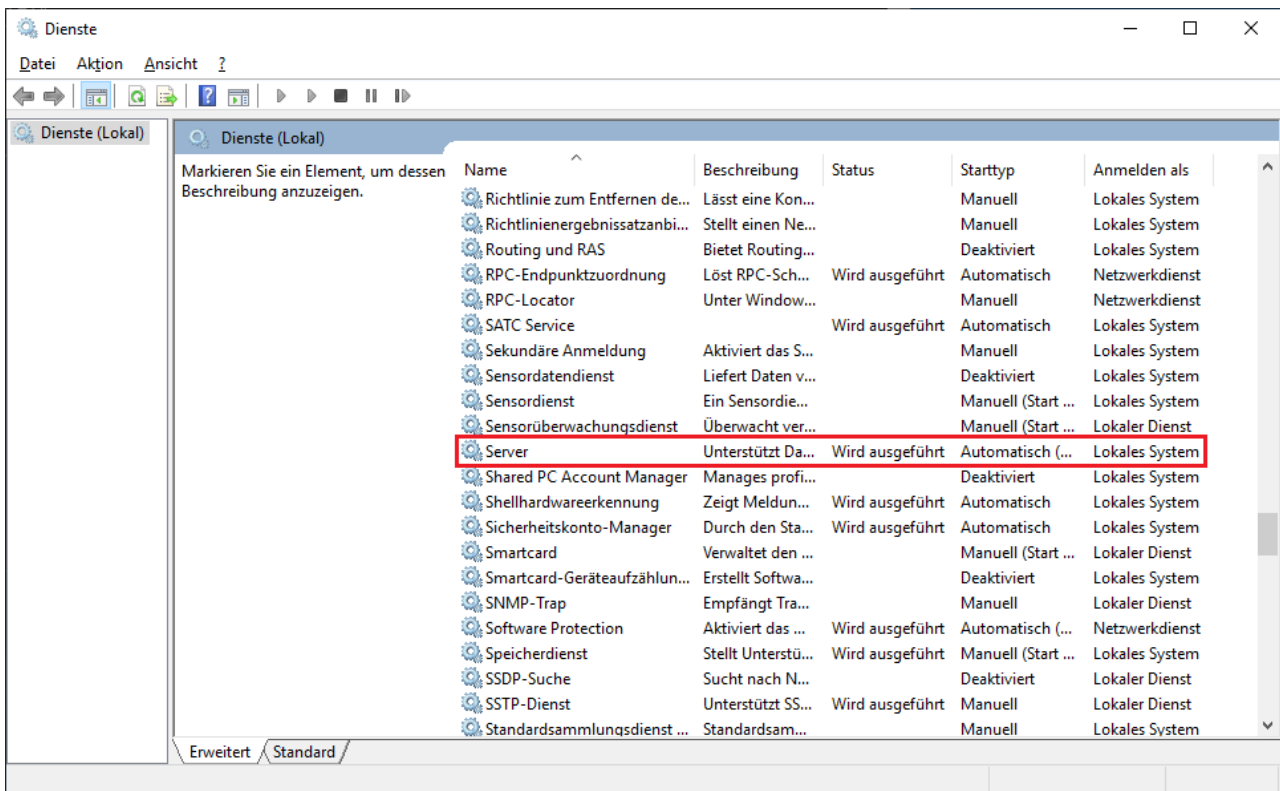 Dienste
Datei Aktion Ansicht ?
Dienste (Lokal)
Dienste (Lokal)
Markieren Sie ein Element, um dessen
Beschreibung anzuzeigen.
Name Beschreibung Status Starttyp Anmelden als
Richtlinie zum Entfernen de... Lässt eine Kon... Manuell Lokales System
Richtlinienergebnissatzanbi... Stellt einen Ne... Manuell Lokales System
Routing und RAS Bietet Routing... Deaktiviert Lokales System
RPC-Endpunktzuordnung Löst RPC-Sch... Wird ausgeführt Automatisch Netzwerkdienst
RPC-Locator Unter Window... Manuell Netzwerkdienst
SATC Service Wird ausgeführt Automatisch Lokales System
Sekundäre Anmeldung Aktiviert das S... Manuell Lokales System
Sensordatendienst Liefert Daten v... Deaktiviert Lokales System
Sensordienst Ein Sensordie... Manuell (Start ... Lokales System
Sensorüberwachungsdienst Überwacht ver... Manuell (Start ... Lokaler Dienst
Server Unterstützt Da... Wird ausgeführt Automatisch (... Lokales System
Shared PC Account Manager Manages profi... Deaktiviert Lokales System
Shellhardwareerkennung Zeigt Meldun... Wird ausgeführt Automatisch Lokales System
Sicherheitskonto-Manager Durch den Sta... Wird ausgeführt Automatisch Lokales System
Smartcard Verwaltet den ... Manuell (Start ... Lokaler Dienst
Smartcard-Geräteaufzählun... Erstellt Softwa... Deaktiviert Lokales System
SNMP-Trap Empfängt Tra... Manuell Lokaler Dienst
Software Protection Aktiviert das ... Wird ausgeführt Automatisch (... Netzwerkdienst
Speicherdienst Stellt Unterstü... Wird ausgeführt Manuell (Start ... Lokales System
SSDP-Suche Sucht nach N... Deaktiviert Lokaler Dienst
SSTP-Dienst Unterstützt SS... Wird ausgeführt Manuell Lokaler Dienst
Standardsammlungsdienst ... Standardsam... Manuell Lokales System
Erweitert Standard